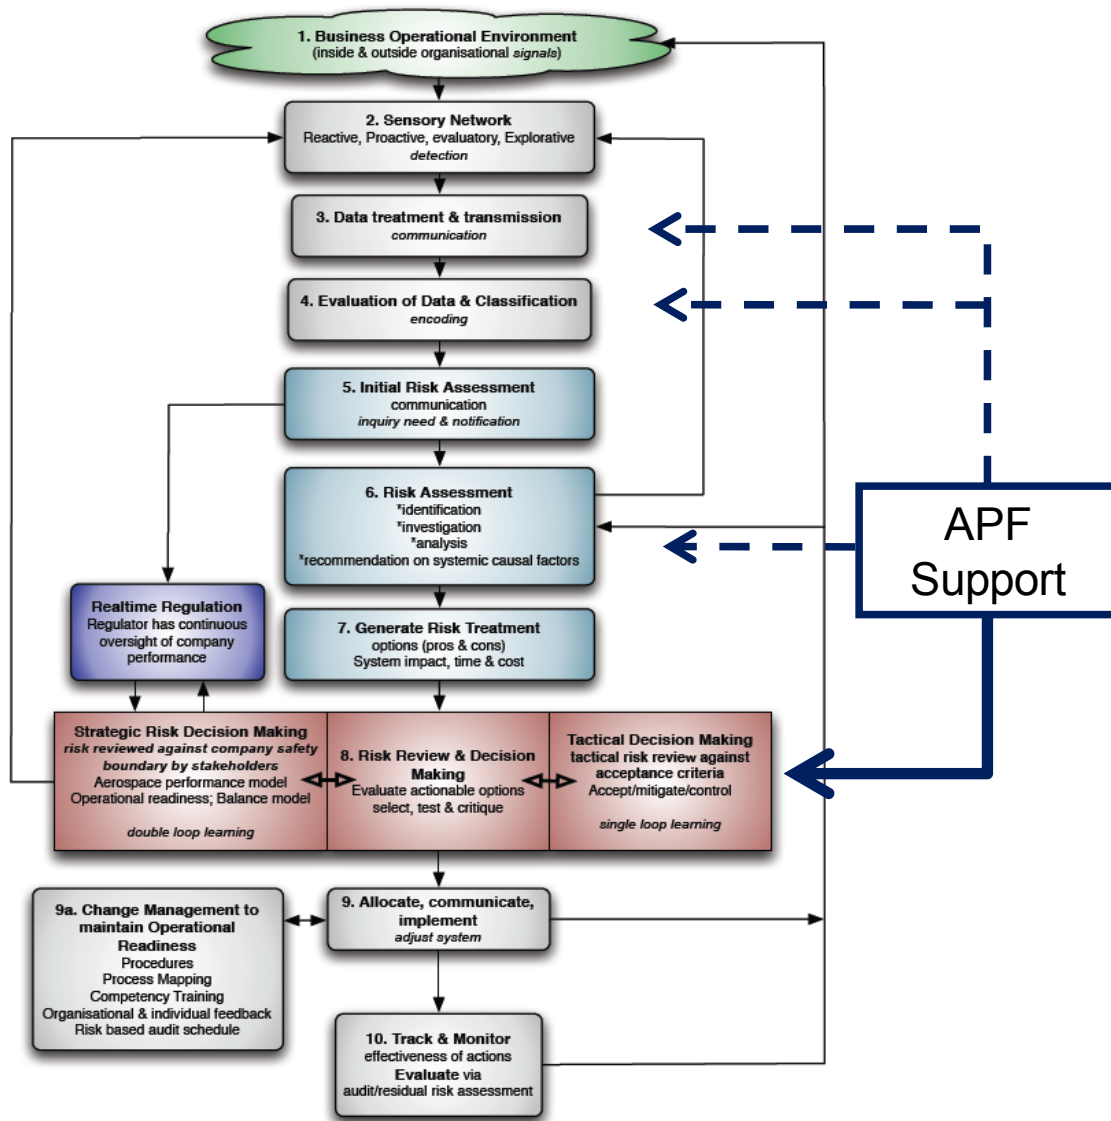 1. Business Operational Environment
(inside & outside organisational signals)
2. Sensory Network
Reactive, Proactive, evaluatory, Explorative
detection
3. Data treatment & transmission
communication
4. Evaluation of Data & Classification
encoding
5. Initial Risk Assessment
communication
inquiry need & notification
6. Risk Assessment
*identification
*investigation
*analysis
*recommendation on systemic causal factors
APF
Support
Realtime Regulation
Regulator has continuous
oversight of company
performance
7. Generate Risk Treatment
options (pros & cons)
System impact, time & cost
Strategic Risk Decision Making
risk reviewed against company safety
boundary by stakeholders
Aerospace performance model
Operational readiness; Balance model
double loop learning
8. Risk Review & Decision
Making
Evaluate actionable options
select, test & critique
Tactical Decision Making
tactical risk review against
acceptance criteria
Accept/mitigate/control
single loop learning
9a. Change Management to
maintain Operational
Readiness
Procedures
Process Mapping
Competency Training
Organisational & individual feedback
Risk based audit schedule
9. Allocate, communicate,
implement
adjust system
10. Track & Monitor
effectiveness of actions
Evaluate via
audit/residual risk assessment